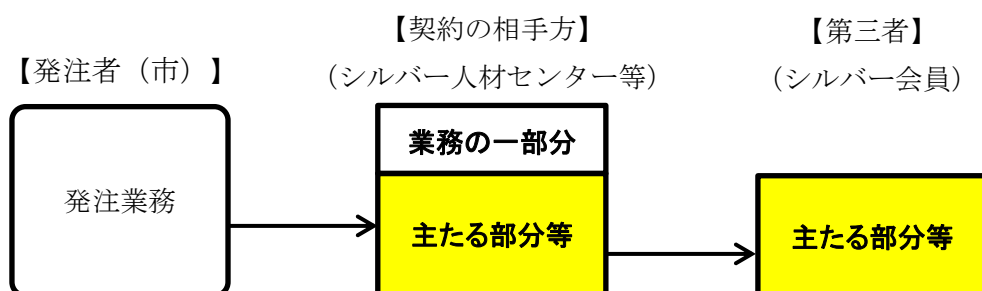 【契約の相手方】
【第三者】
【発注者（市）】
（シルバー人材センター等）
（シルバー会員）
業務の一部分
発注業務
主たる部分等
主たる部分等